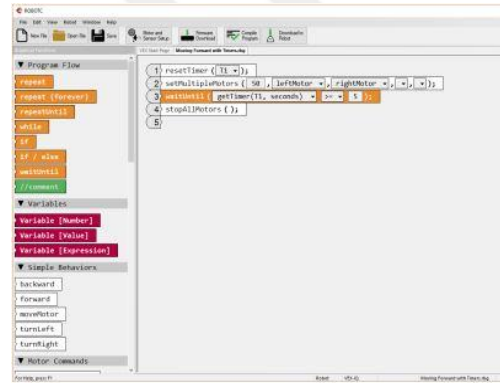 ROBOTC
File Edit View Robot Window Help
New File Open File Save Motor and Sensor Setup Firmware Download Compile Program Download to Robot
VEX Start Page Moving Forward with Timers.rbg
▼ Program Flow
repeat
repeat (forever)
repeatUntil
while
if
if / else
waitUntil
//comment
▼ Variables
Variable [Number]
Variable [Value]
Variable [Expression]
▼ Simple Behaviors
backward
forward
moveMotor
turnLeft
turnRight
▼ Motor Commands
1 resetTimer ( T1 );
2 setMultipleMotors ( 50 , leftMotor , rightMotor , , );
3 waitUntil ( getTimer(T1, seconds) >= 5 );
4 stopAllMotors ( );
5
For Help, press F1 Robot VEX-IQ Moving Forward with Timers.rbg